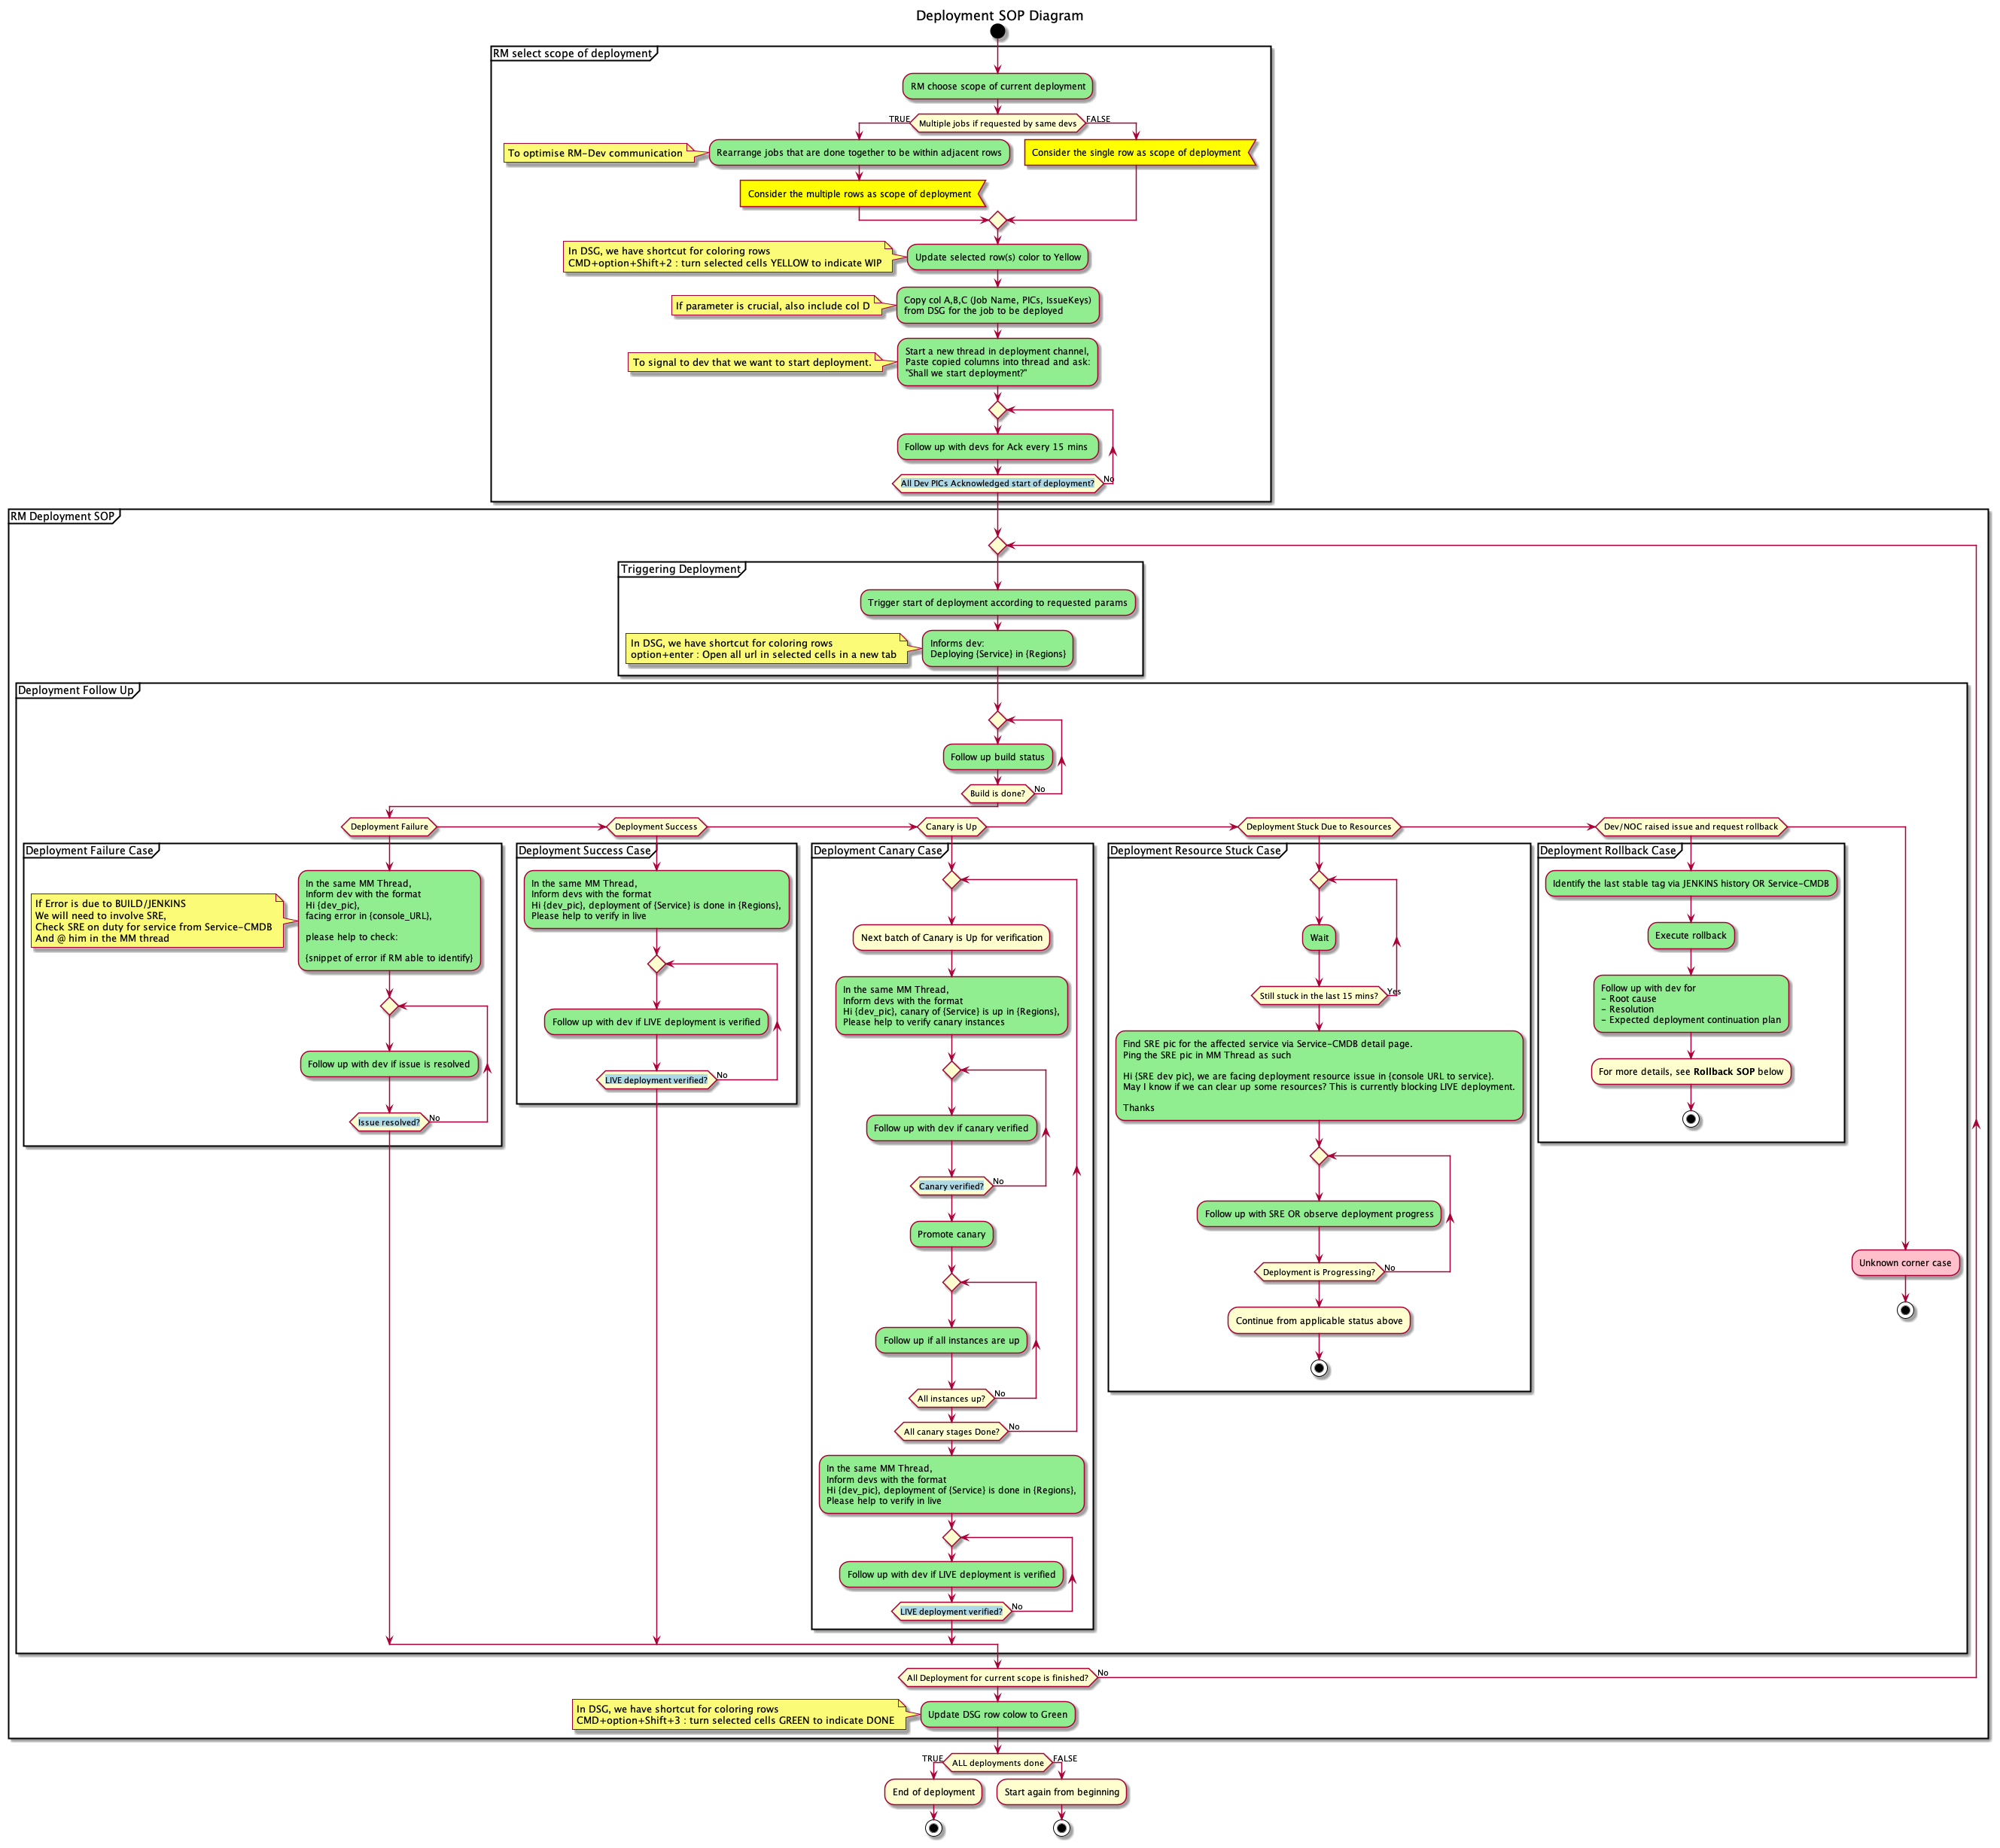 Deployment SOP Diagram
RM select scope of deployment
RM choose scope of current deployment
TRUE
Multiple jobs if requested by same devs
FALSE
To optimise RM-Dev communication
Rearrange jobs that are done together to be within adjacent rows
Consider the single row as scope of deployment
Consider the multiple rows as scope of deployment
In DSG, we have shortcut for coloring rows
CMD+option+Shift+2 : turn selected cells YELLOW to indicate WIP
Update selected row(s) color to Yellow
If parameter is crucial, also include col D
Copy col A,B,C (Job Name, PICs, IssueKeys)
from DSG for the job to be deployed
To signal to dev that we want to start deployment.
Start a new thread in deployment channel,
Paste copied columns into thread and ask:
"Shall we start deployment?"
Follow up with devs for Ack every 15 mins
All Dev PICs Acknowledged start of deployment?
No
RM Deployment SOP
Triggering Deployment
Trigger start of deployment according to requested params
In DSG, we have shortcut for coloring rows
option+enter : Open all url in selected cells in a new tab
Informs dev:
Deploying {Service} in {Regions}
Deployment Follow Up
Follow up build status
Build is done?
No
Deployment Failure
Deployment Success
Canary is Up
Deployment Stuck Due to Resources
Dev/NOC raised issue and request rollback
Deployment Failure Case
If Error is due to BUILD/JENKINS
We will need to involve SRE,
Check SRE on duty for service from Service-CMDB
And @ him in the MM thread
In the same MM Thread,
Inform dev with the format
Hi {dev_pic},
facing error in {console_URL},
please help to check:
{snippet of error if RM able to identify}
Follow up with dev if issue is resolved
Issue resolved?
No
Deployment Success Case
In the same MM Thread,
Inform devs with the format
Hi {dev_pic}, deployment of {Service} is done in {Regions},
Please help to verify in live
Follow up with dev if LIVE deployment is verified
LIVE deployment verified?
No
Deployment Canary Case
Next batch of Canary is Up for verification
In the same MM Thread,
Inform devs with the format
Hi {dev_pic}, canary of {Service} is up in {Regions},
Please help to verify canary instances
Follow up with dev if canary verified
Canary verified?
No
Promote canary
Follow up if all instances are up
All instances up?
No
All canary stages Done?
No
In the same MM Thread,
Inform devs with the format
Hi {dev_pic}, deployment of {Service} is done in {Regions},
Please help to verify in live
Follow up with dev if LIVE deployment is verified
LIVE deployment verified?
No
Deployment Resource Stuck Case
Wait
Still stuck in the last 15 mins?
Yes
Find SRE pic for the affected service via Service-CMDB detail page.
Ping the SRE pic in MM Thread as such
Hi {SRE dev pic}, we are facing deployment resource issue in {console URL to service}.
May I know if we can clear up some resources? This is currently blocking LIVE deployment.
Thanks
Follow up with SRE OR observe deployment progress
Deployment is Progressing?
No
Continue from applicable status above
Deployment Rollback Case
Identify the last stable tag via JENKINS history OR Service-CMDB
Execute rollback
Follow up with dev for
- Root cause
- Resolution
- Expected deployment continuation plan
For more details, see Rollback SOP below
Unknown corner case
All Deployment for current scope is finished?
No
In DSG, we have shortcut for coloring rows
CMD+option+Shift+3 : turn selected cells GREEN to indicate DONE
Update DSG row colow to Green
TRUE
ALL deployments done
FALSE
End of deployment
Start again from beginning